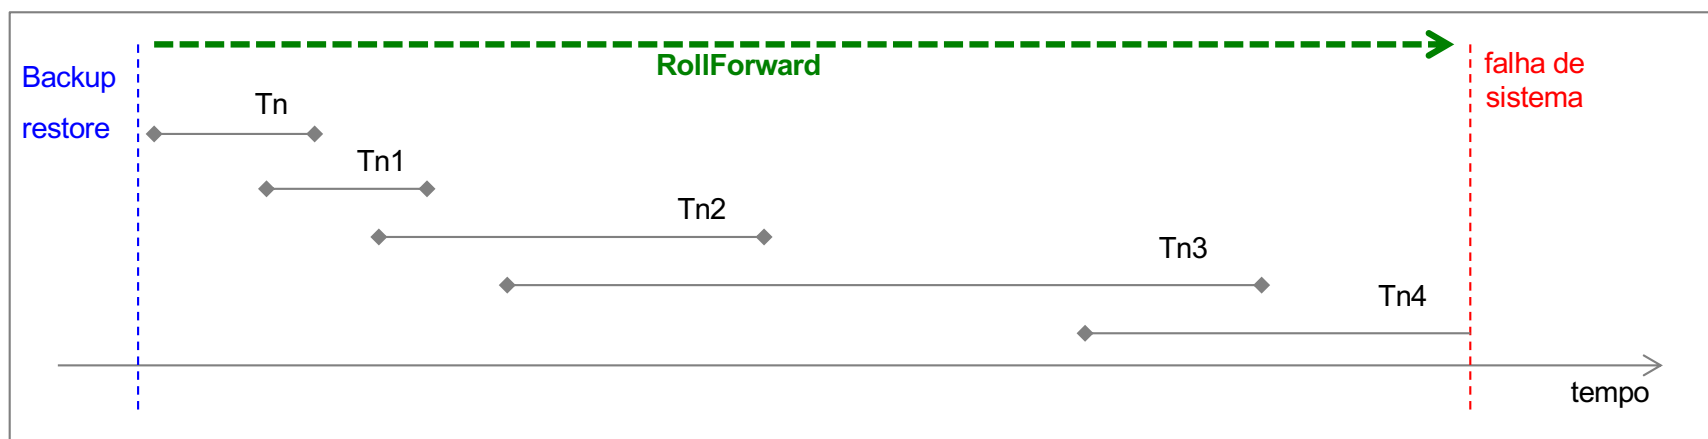 RollForward
Backup
restore
falha de
sistema
Tn
Tn1
Tn2
Tn3
Tn4
tempo